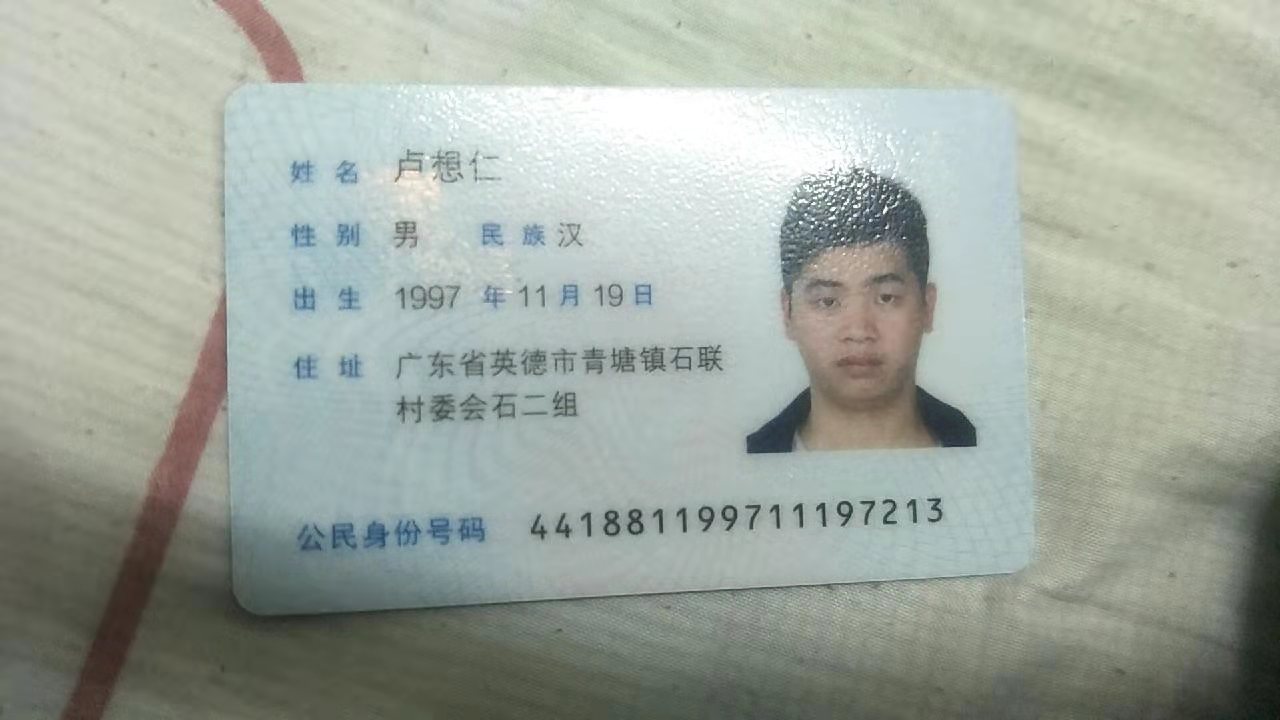 姓名 卢想仁
性别 男 民族 汉
出生 1997 年 11 月 19 日
住址 广东省英德市青塘镇石联
村委会石二组
公民身份号码 441881199711197213